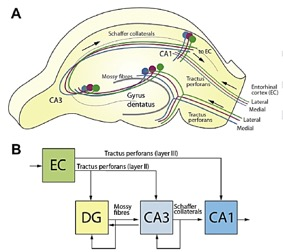 A
Schaffer collaterals
CA1
to EC
Mossy fibres
Tractus
perforans
CA3
Gyrus
dentatus
Entorhinal
cortex (EC)
Lateral
Medial
Tractus
perforans
Lateral
Medial
B
Tractus perforans (layer III)
EC
Tractus perforans (layer II)
Mossy
fibres
Schaffer
collaterals
DG
CA3
CA1